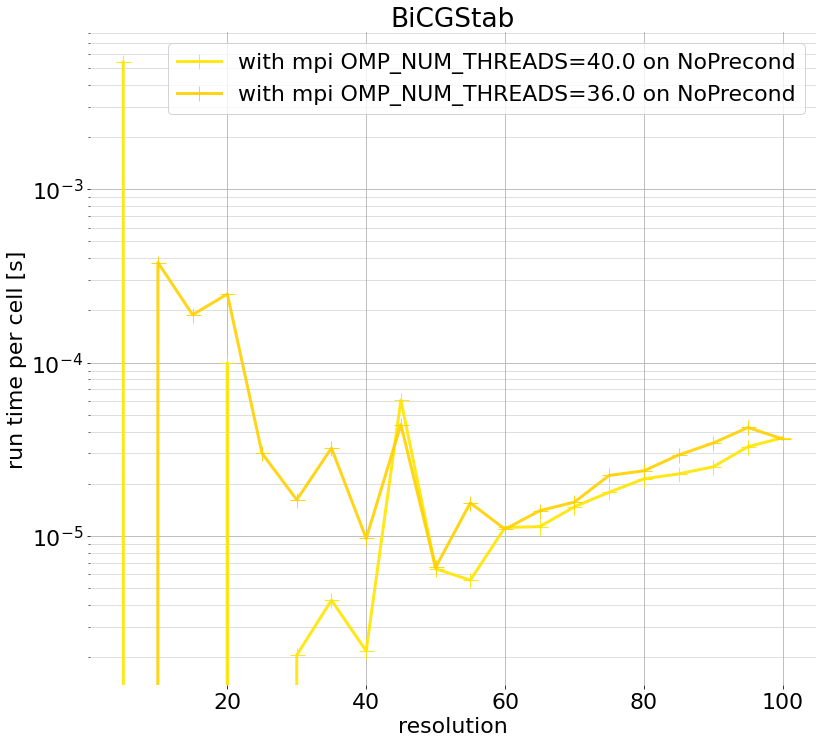 BiCGStab
with mpi OMP_NUM_THREADS=40.0 on NoPrecond
with mpi OMP_NUM_THREADS=36.0 on NoPrecond
run time per cell [s]
10⁻³
10⁻⁴
10⁻⁵
20 40 60 80 100
resolution